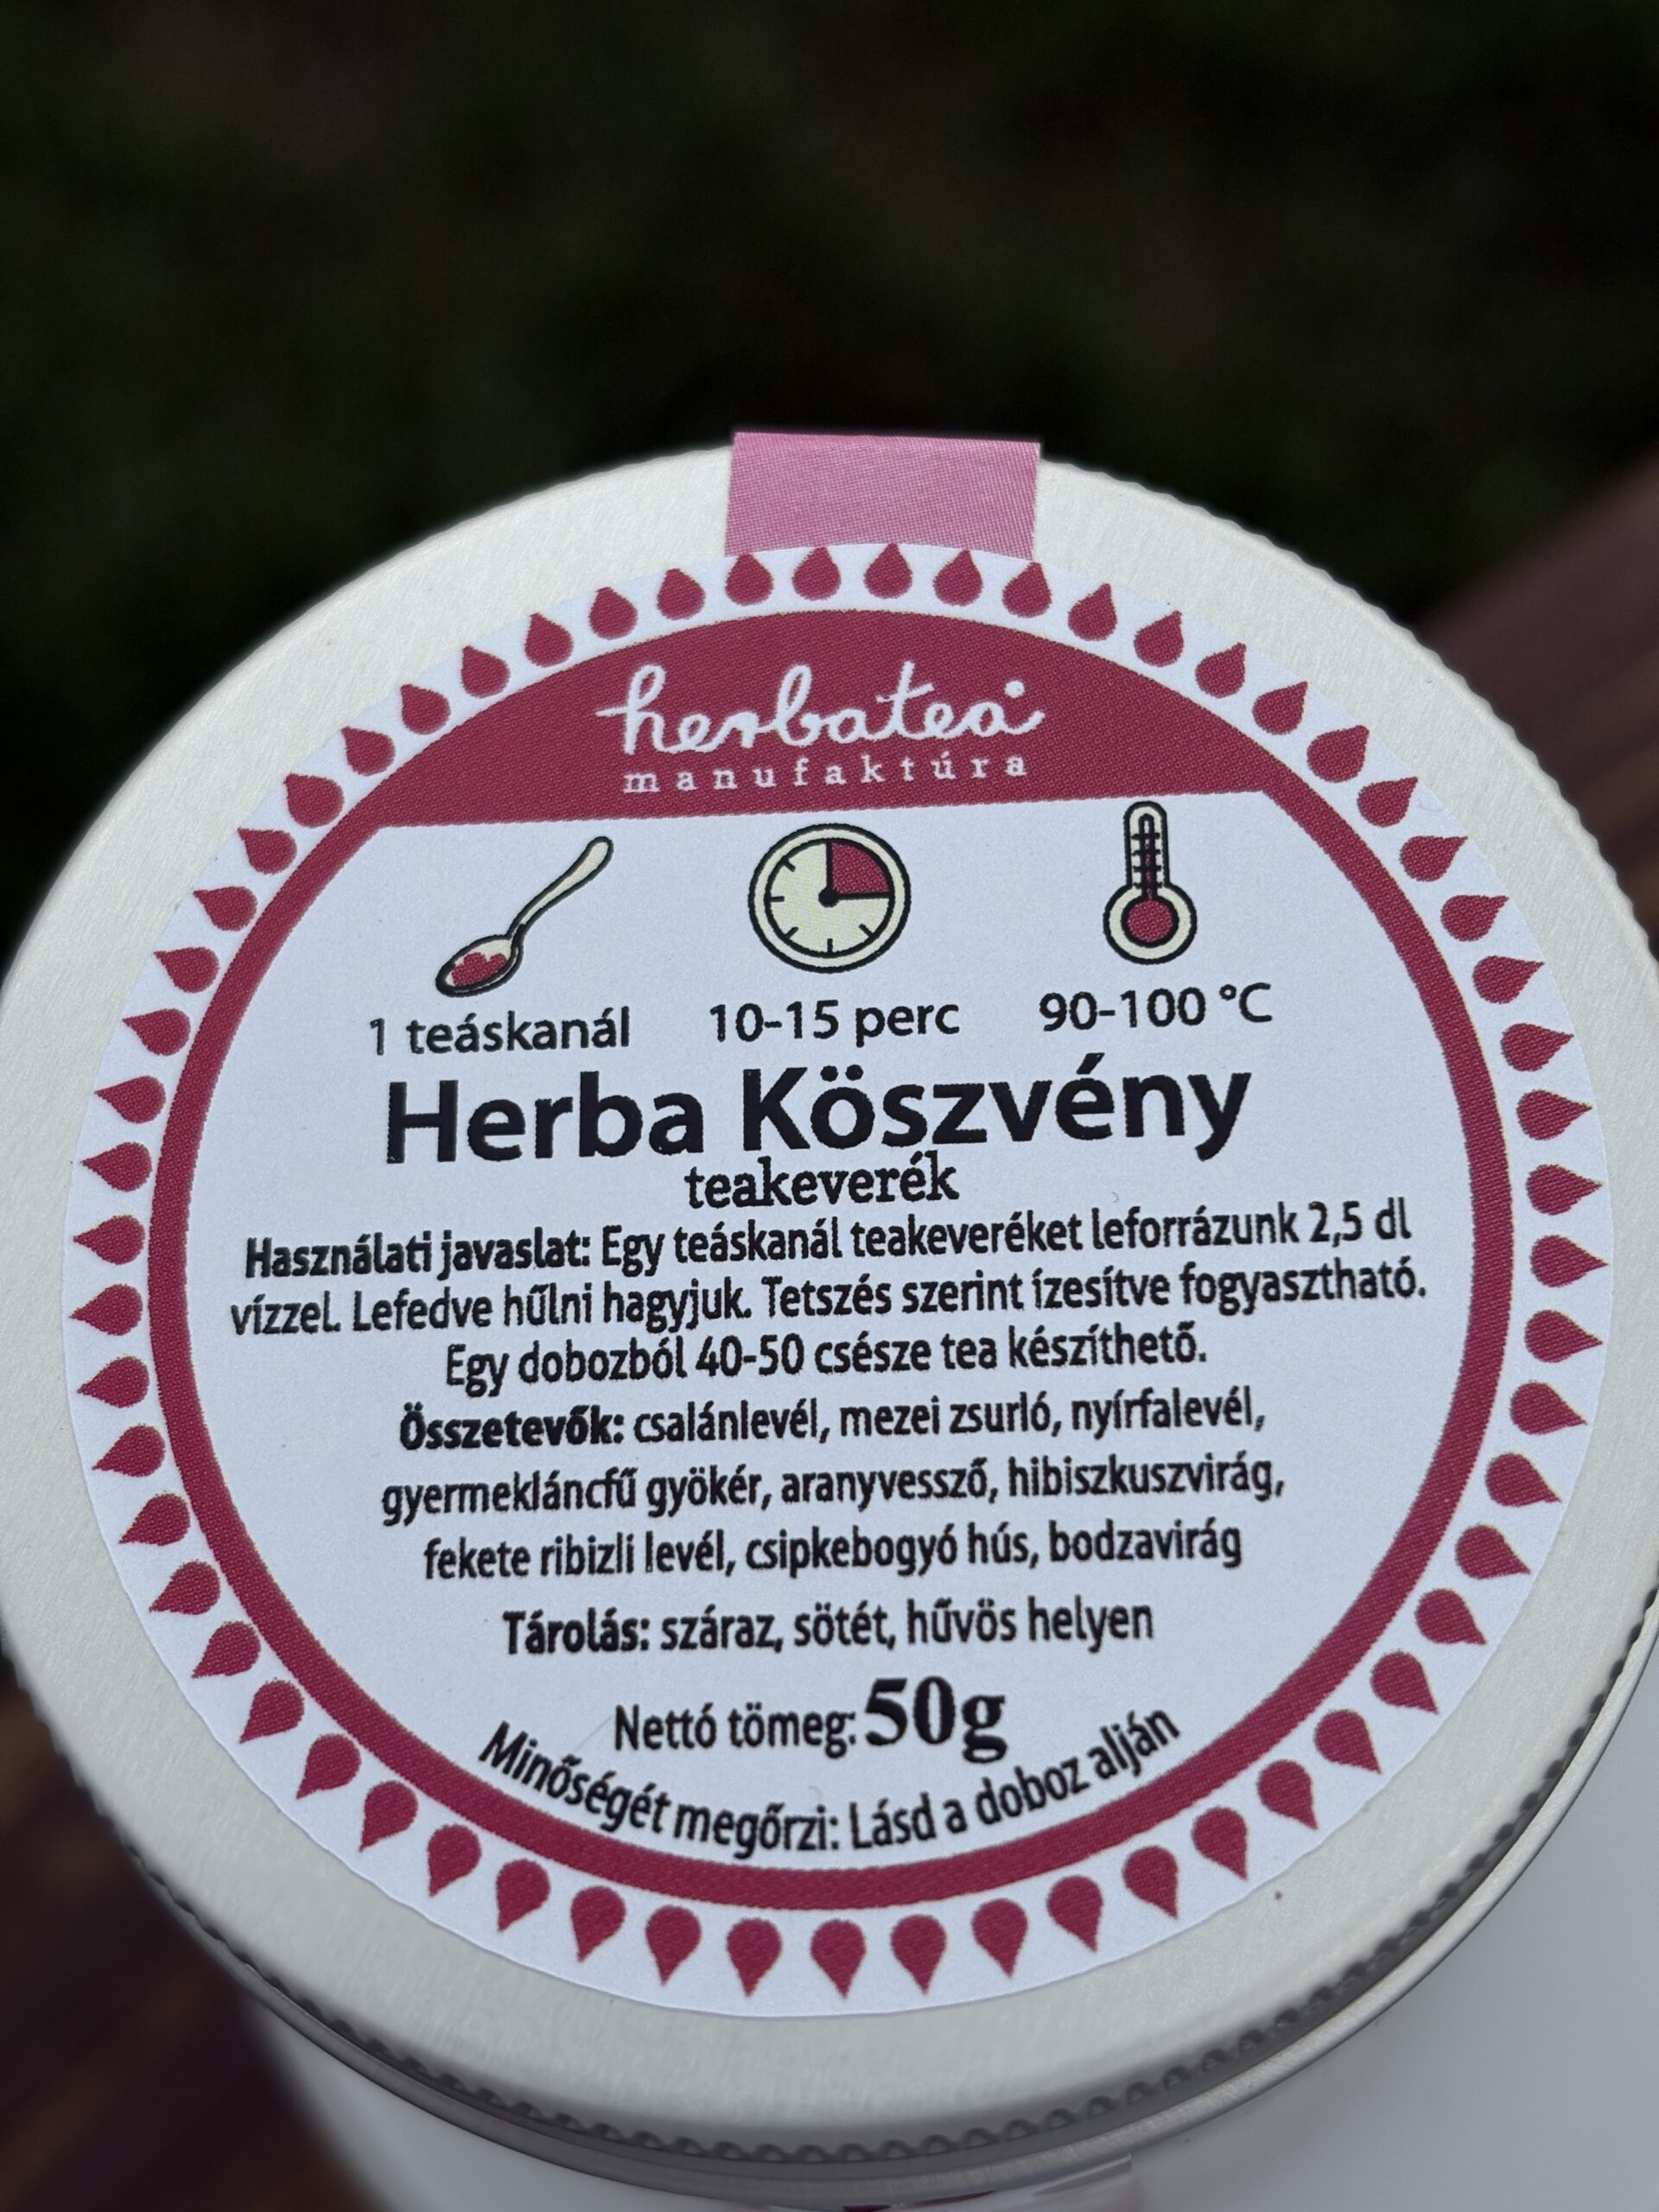 herbatea
manufaktúra
1 teáskanál 10-15 perc 90-100 °C
Herba Köszvény
teakeverék
Használati javaslat: Egy teáskanál teakeveréket leforrázunk 2,5 dl
vízzel. Lefedve hűlni hagyjuk. Tetszés szerint ízesítve fogyasztható.
Egy dobozból 40-50 csésze tea készíthető.
Összetevők: csalánlevél, mezei zsurló, nyírfalevél,
gyermekláncfű gyökér, aranyvessző, hibiszkuszvirág,
fekete ribizli levél, csipkebogyó hús, bodzavirág
Tárolás: száraz, sötét, hűvös helyen
Nettó tömeg: 50g
Minőségét megőrzi: Lásd a doboz alján